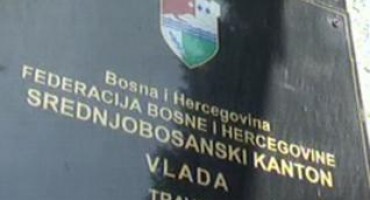 Bosna i Hercegovina
FEDERACIJA BOSNE I HERCEGOVINE
SREDNJOBOSANSKI KANTON
VLADA